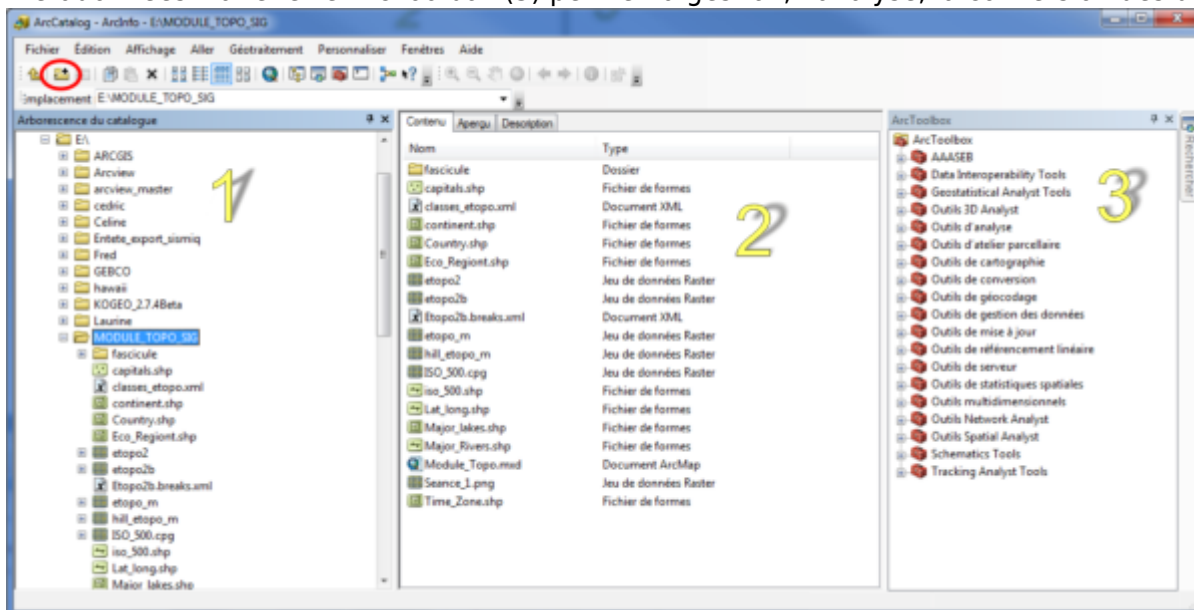 ArcCatalog - ArcInfo - E:\MODULE_TOPO_SIG
Fichier Édition Affichage Aller Géotraitement Personnaliser Fenêtres Aide
Emplacement E:\MODULE_TOPO_SIG
Arborescence du catalogue
E:\
ARCGIS
Arcview
arcview_master
cedric
Celine
Entete_export_sismiq
Fred
GEBCO
hawaii
KOGEO_2.7.4Beta
Laurine
MODULE_TOPO_SIG
fascicule
capitals.shp
classes_etopo.xml
continent.shp
Country.shp
Eco_Regiont.shp
etopo2
etopo2b
Etopo2b.breaks.xml
etopo_m
hill_etopo_m
ISO_500.cpg
iso_500.shp
Lat_long.shp
Major_lakes.shp
1
Contenu Aperçu Description
Nom Type
fascicule Dossier
capitals.shp Fichier de formes
classes_etopo.xml Document XML
continent.shp Fichier de formes
Country.shp Fichier de formes
Eco_Regiont.shp Fichier de formes
etopo2 Jeu de données Raster
etopo2b Jeu de données Raster
Etopo2b.breaks.xml Document XML
etopo_m Jeu de données Raster
hill_etopo_m Jeu de données Raster
ISO_500.cpg Jeu de données Raster
iso_500.shp Fichier de formes
Lat_long.shp Fichier de formes
Major_lakes.shp Fichier de formes
Major_Rivers.shp Fichier de formes
Module_Topo.mxd Document ArcMap
Seance_1.png Jeu de données Raster
Time_Zone.shp Fichier de formes
2
ArcToolbox
ArcToolbox
AAASEB
Data Interoperability Tools
Geostatistical Analyst Tools
Outils 3D Analyst
Outils d'analyse
Outils d'atelier parcellaire
Outils de cartographie
Outils de conversion
Outils de géocodage
Outils de gestion des données
Outils de mise à jour
Outils de référencement linéaire
Outils de serveur
Outils de statistiques spatiales
Outils multidimensionnels
Outils Network Analyst
Outils Spatial Analyst
Schematics Tools
Tracking Analyst Tools
3
Rechercher